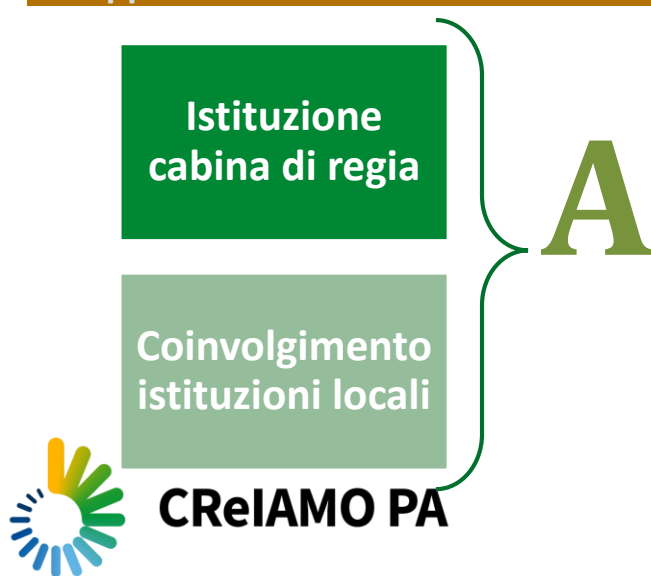 Istituzione
cabina di regia
A
Coinvolgimento
istituzioni locali
CReIAMO PA